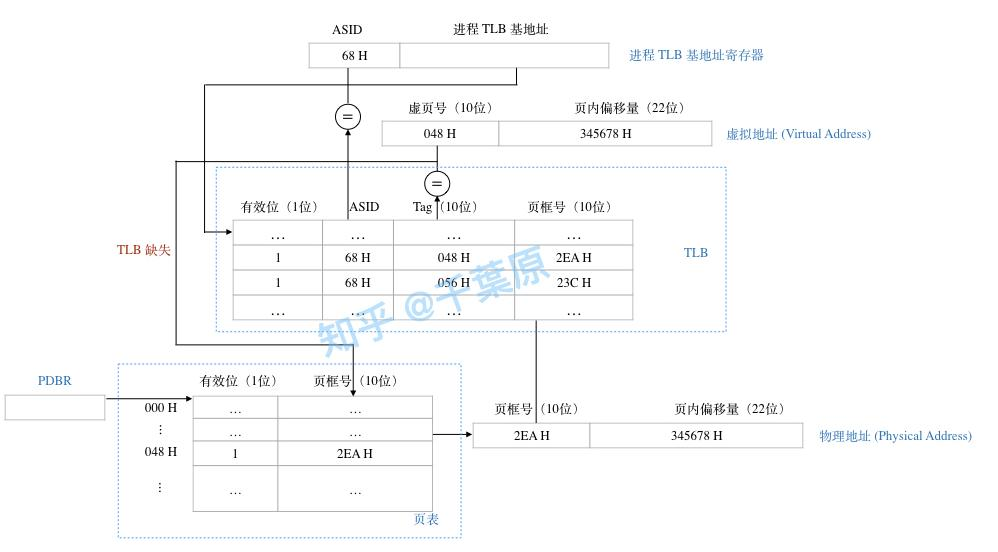 ASID 进程 TLB 基地址
68 H 进程 TLB 基地址寄存器
虚页号（10位） 页内偏移量（22位）
= 048 H 345678 H 虚拟地址 (Virtual Address)
=
有效位（1位） ASID Tag（10位） 页框号（10位）
… … … …
TLB 缺失 1 68 H 048 H 2EA H TLB
1 68 H 056 H 23C H
… … … …
知乎 @千葉原
PDBR 有效位（1位） 页框号（10位）
000 H … … 页框号（10位） 页内偏移量（22位）
⋮ … … 2EA H 345678 H 物理地址 (Physical Address)
048 H 1 2EA H
⋮ … …
页表